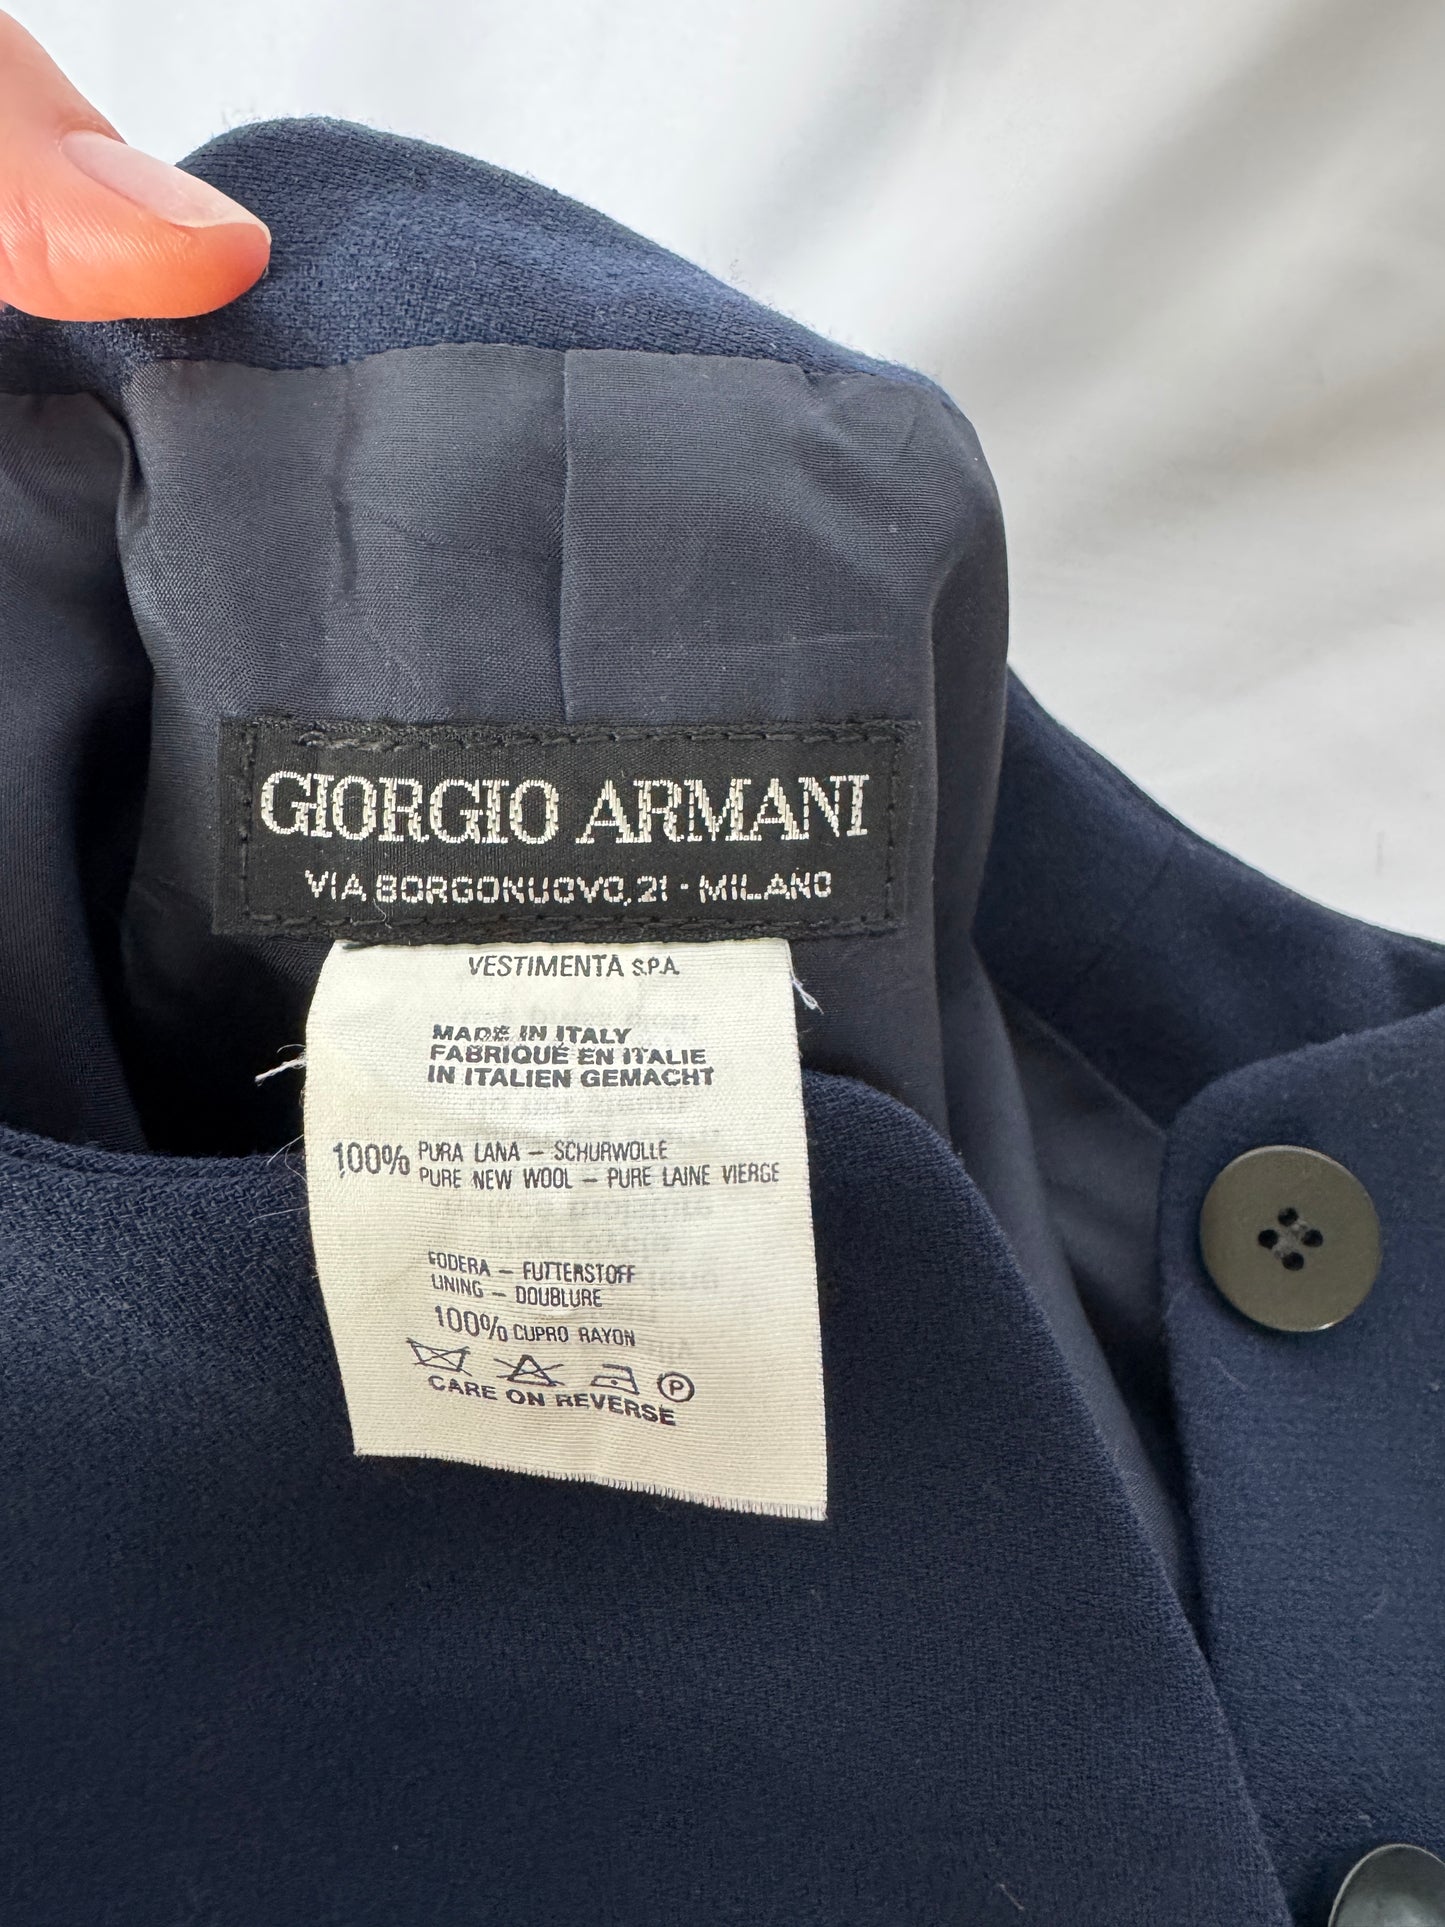 GIORGIO ARMANI
VIA BORGONUOVO, 21 · MILANO
VESTIMENTA S.P.A.
MADE IN ITALY
FABRIQUÉ EN ITALIE
IN ITALIEN GEMACHT
100% PURA LANA – SCHURWOLLE
PURE NEW WOOL – PURE LAINE VIERGE
FODERA – FUTTERSTOFF
LINING – DOUBLURE
100% CUPRO RAYON
P
CARE ON REVERSE